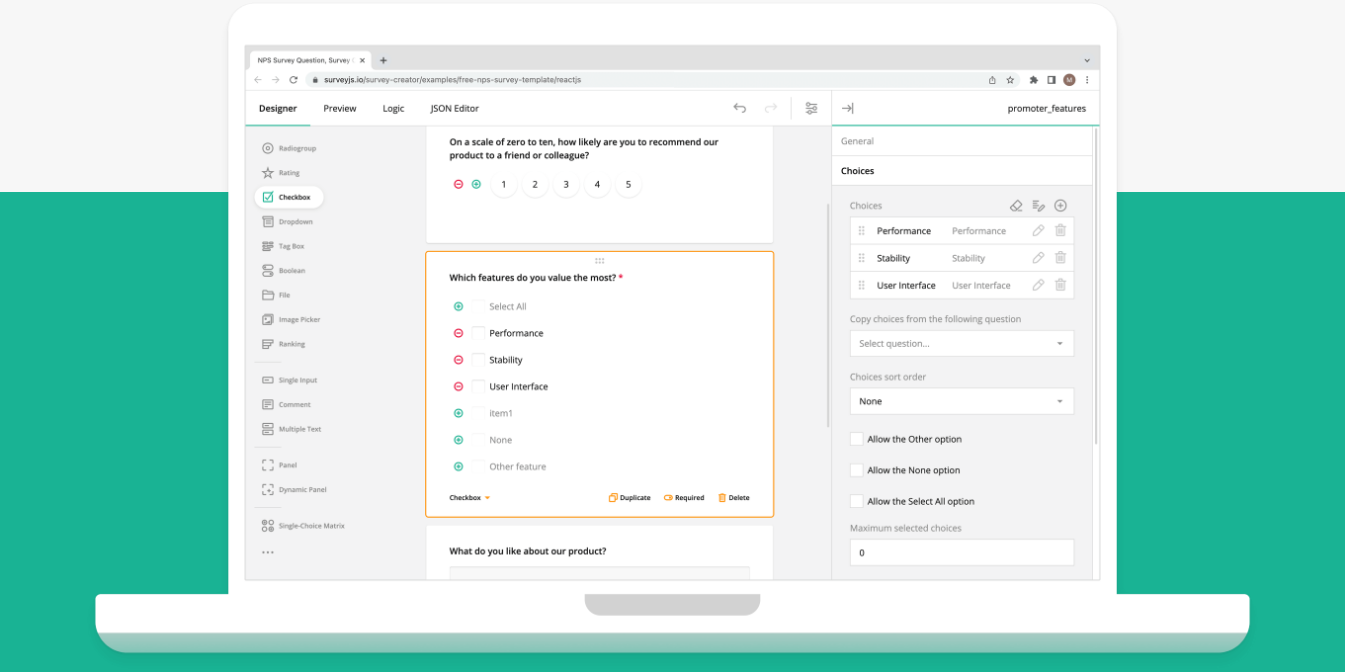 NPS Survey Question, Survey
surveyjs.io/survey-creator/examples/free-nps-survey-template/reactjs
M
Designer
Preview
Logic
JSON Editor
promoter_features
Radiogroup
Rating
Checkbox
Dropdown
Tag Box
Boolean
File
Image Picker
Ranking
Single Input
Comment
Multiple Text
Panel
Dynamic Panel
Single-Choice Matrix
On a scale of zero to ten, how likely are you to recommend our
product to a friend or colleague?
1 2 3 4 5
Which features do you value the most? *
Select All
Performance
Stability
User Interface
item1
None
Other feature
Checkbox
Duplicate
Required
Delete
What do you like about our product?
General
Choices
Choices
Performance Performance
Stability Stability
User Interface User Interface
Copy choices from the following question
Select question...
Choices sort order
None
Allow the Other option
Allow the None option
Allow the Select All option
Maximum selected choices
0